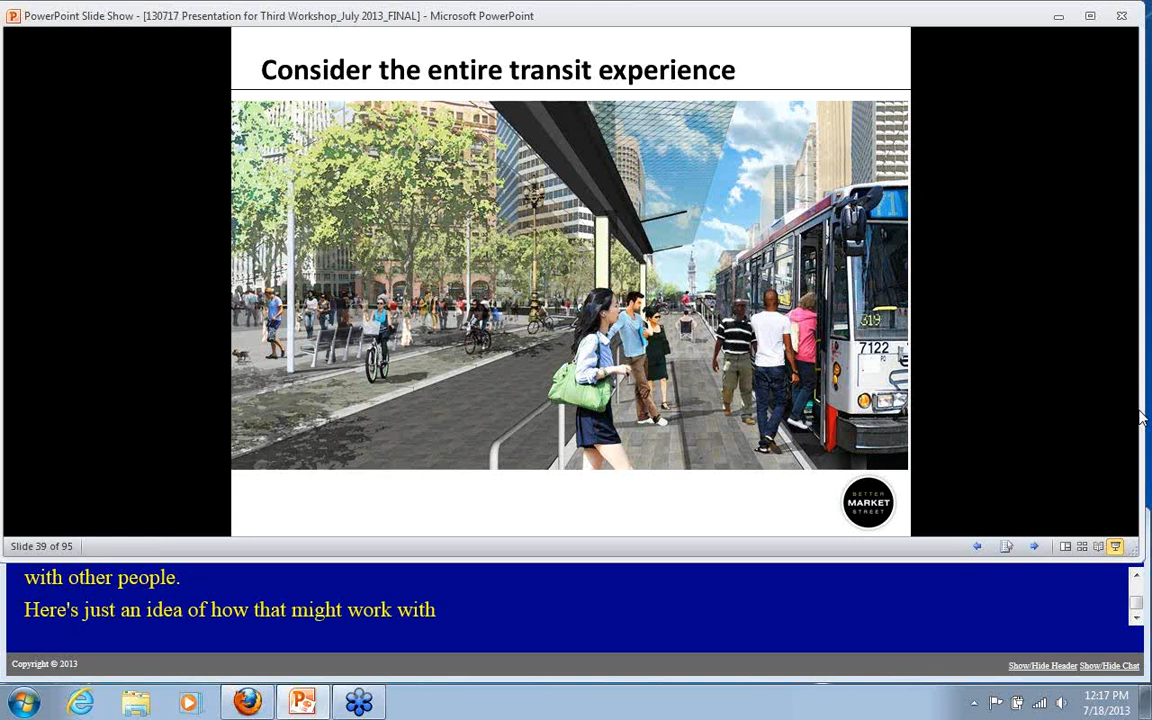 PowerPoint Slide Show - [130717 Presentation for Third Workshop_July 2013_FINAL] - Microsoft PowerPoint
Consider the entire transit experience
71
319
7122
BETTER
MARKET
STREET
Slide 39 of 95
with other people.
Here's just an idea of how that might work with
Copyright © 2013
Show/Hide Header Show/Hide Chat
12:17 PM
7/18/2013